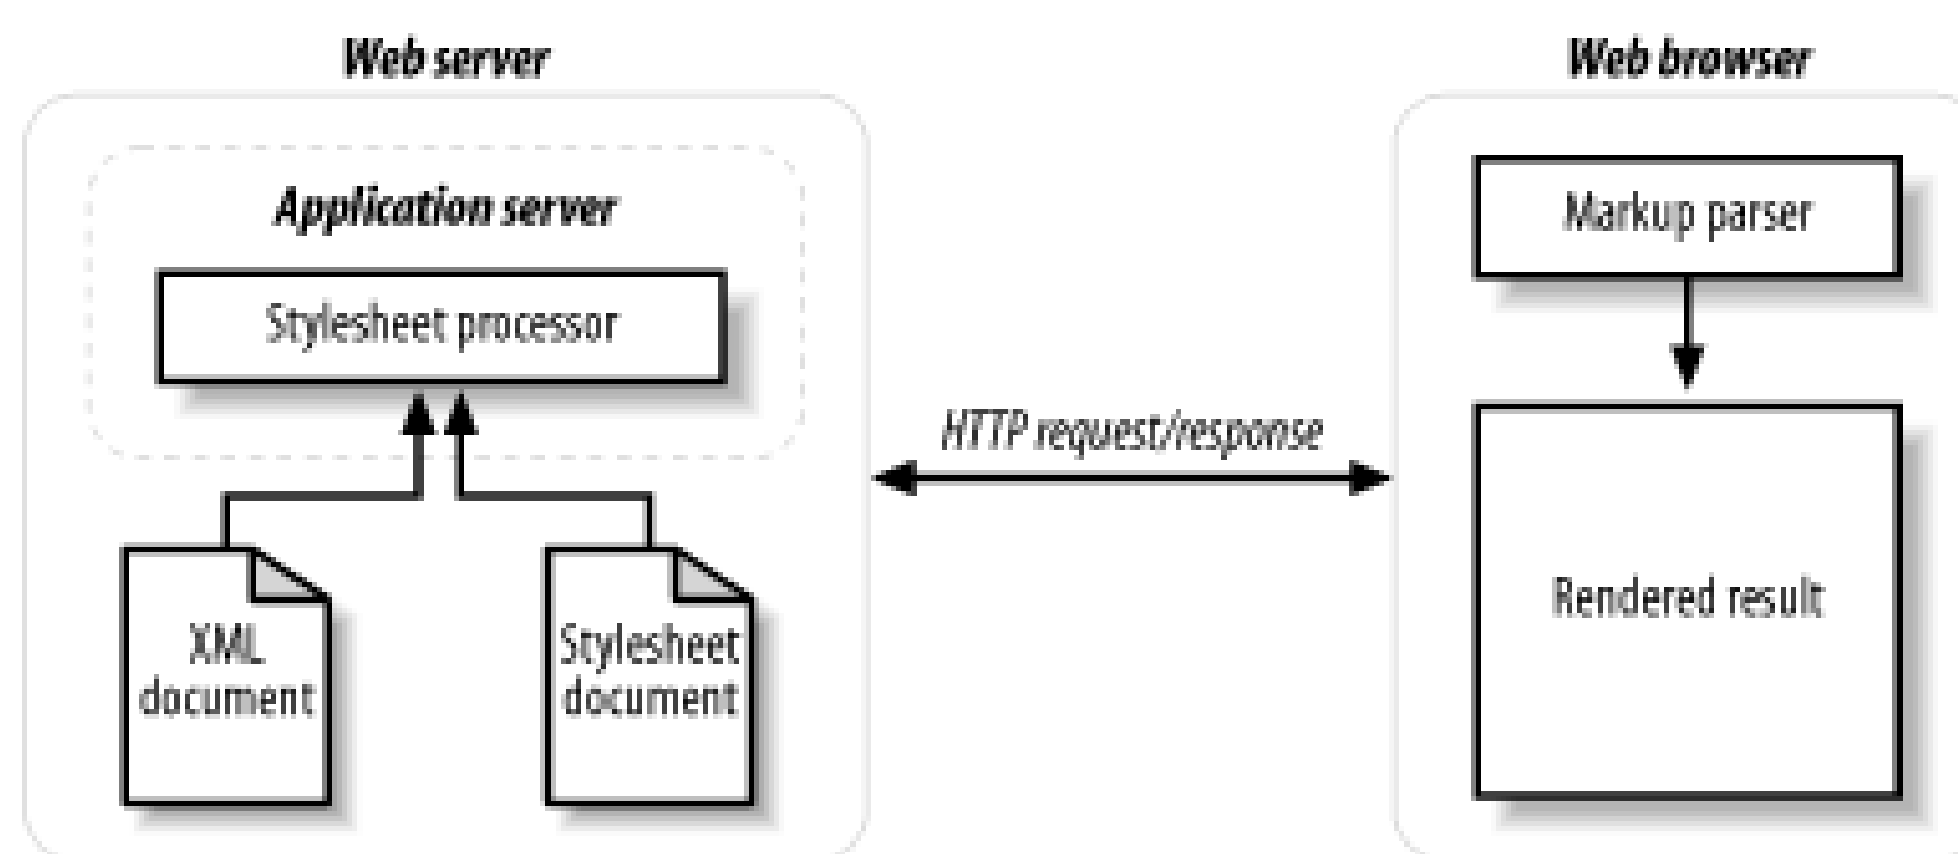 Web server
Web browser
Application server
Markup parser
Stylesheet processor
HTTP request/response
Rendered result
XML
document
Stylesheet
document